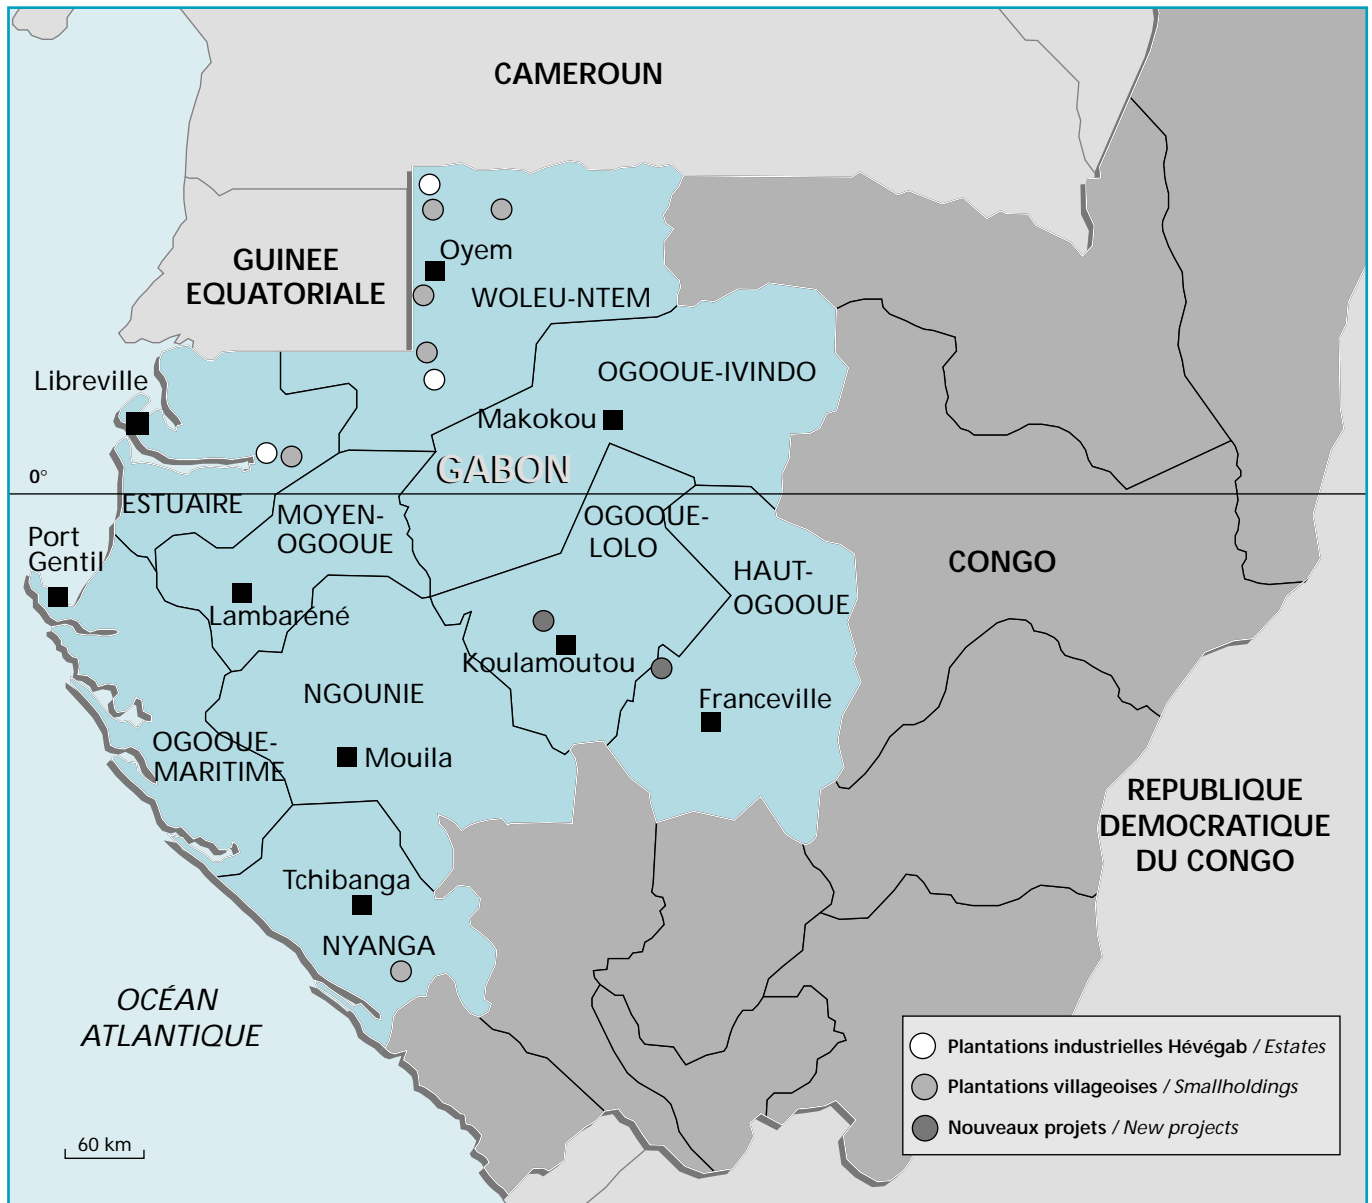 CAMEROUN
GUINEE
EQUATORIALE
Oyem
WOLEU-NTEM
Libreville
OGOOUE-IVINDO
Makokou
GABON
0°
ESTUAIRE
MOYEN-
OGOOUE
OGOOUE-
LOLO
Port
Gentil
HAUT-
OGOOUE
CONGO
Lambaréné
Koulamoutou
NGOUNIE
Franceville
OGOOUE-
MARITIME
Mouila
REPUBLIQUE
DEMOCRATIQUE
DU CONGO
Tchibanga
NYANGA
OCÉAN
ATLANTIQUE
Plantations industrielles Hévégab / Estates
Plantations villageoises / Smallholdings
Nouveaux projets / New projects
60 km